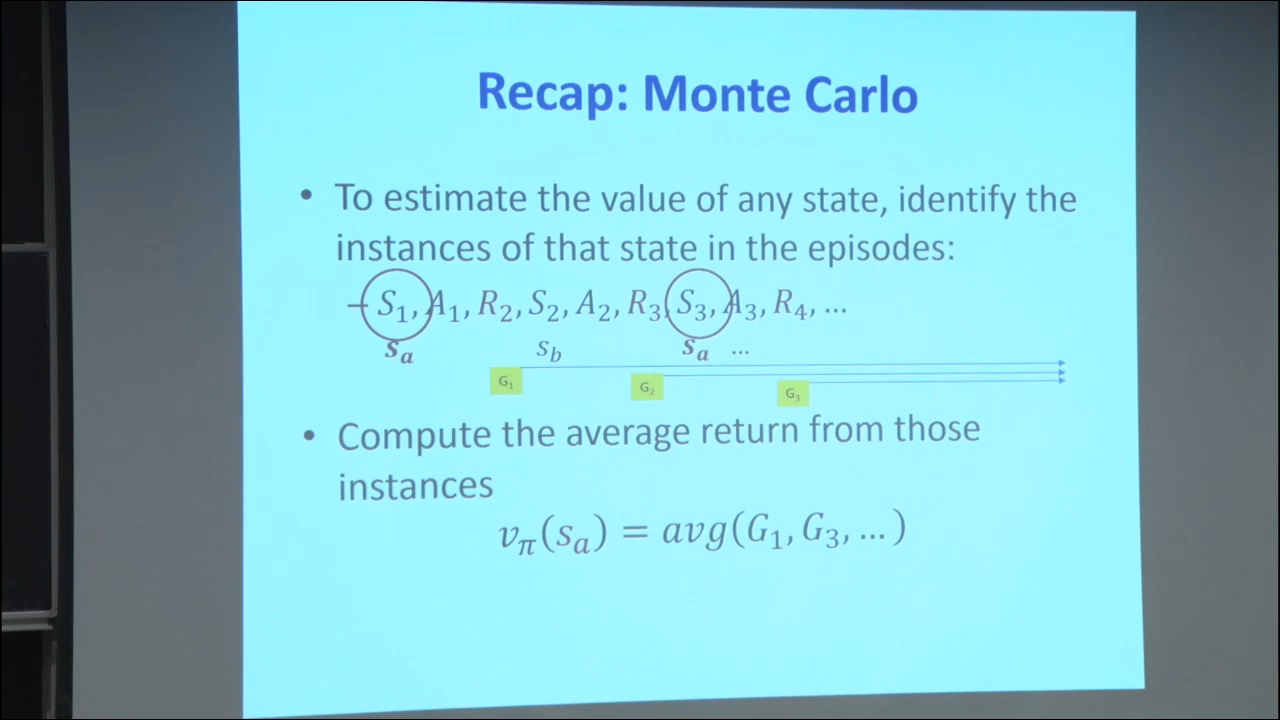 Recap: Monte Carlo
• To estimate the value of any state, identify the
instances of that state in the episodes:
– S₁, A₁, R₂, S₂, A₂, R₃, S₃, A₃, R₄, …
sₐ s_b sₐ …
G₁ G₂ G₃
• Compute the average return from those
instances
v_π(sₐ) = avg(G₁, G₃, … )